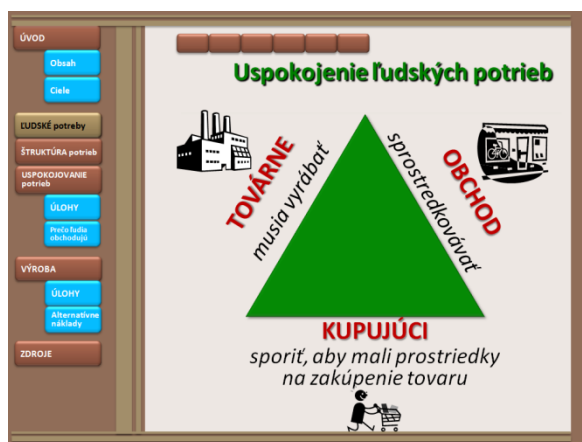 ÚVOD
Obsah
Ciele
ĽUDSKÉ potreby
ŠTRUKTÚRA potrieb
USPOKOJOVANIE
potrieb
ÚLOHY
Prečo ľudia
obchodujú
VÝROBA
ÚLOHY
Alternatívne
náklady
ZDROJE
Uspokojenie ľudských potrieb
TOVÁRNE
musia vyrábať
OBCHOD
sprostredkovávať
KUPUJÚCI
sporiť, aby mali prostriedky
na zakúpenie tovaru